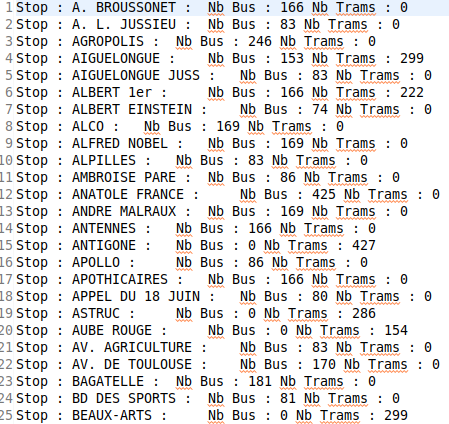 1 Stop : A. BROUSSONET : Nb Bus : 166 Nb Trams : 0
2 Stop : A. L. JUSSIEU : Nb Bus : 83 Nb Trams : 0
3 Stop : AGROPOLIS : Nb Bus : 246 Nb Trams : 0
4 Stop : AIGUELONGUE : Nb Bus : 153 Nb Trams : 299
5 Stop : AIGUELONGUE JUSS : Nb Bus : 83 Nb Trams : 0
6 Stop : ALBERT 1er : Nb Bus : 166 Nb Trams : 222
7 Stop : ALBERT EINSTEIN : Nb Bus : 74 Nb Trams : 0
8 Stop : ALCO : Nb Bus : 169 Nb Trams : 0
9 Stop : ALFRED NOBEL : Nb Bus : 169 Nb Trams : 0
10 Stop : ALPILLES : Nb Bus : 83 Nb Trams : 0
11 Stop : AMBROISE PARE : Nb Bus : 86 Nb Trams : 0
12 Stop : ANATOLE FRANCE : Nb Bus : 425 Nb Trams : 0
13 Stop : ANDRE MALRAUX : Nb Bus : 169 Nb Trams : 0
14 Stop : ANTENNES : Nb Bus : 166 Nb Trams : 0
15 Stop : ANTIGONE : Nb Bus : 0 Nb Trams : 427
16 Stop : APOLLO : Nb Bus : 86 Nb Trams : 0
17 Stop : APOTHICAIRES : Nb Bus : 166 Nb Trams : 0
18 Stop : APPEL DU 18 JUIN : Nb Bus : 80 Nb Trams : 0
19 Stop : ASTRUC : Nb Bus : 0 Nb Trams : 286
20 Stop : AUBE ROUGE : Nb Bus : 0 Nb Trams : 154
21 Stop : AV. AGRICULTURE : Nb Bus : 83 Nb Trams : 0
22 Stop : AV. DE TOULOUSE : Nb Bus : 170 Nb Trams : 0
23 Stop : BAGATELLE : Nb Bus : 181 Nb Trams : 0
24 Stop : BD DES SPORTS : Nb Bus : 81 Nb Trams : 0
25 Stop : BEAUX-ARTS : Nb Bus : 0 Nb Trams : 299